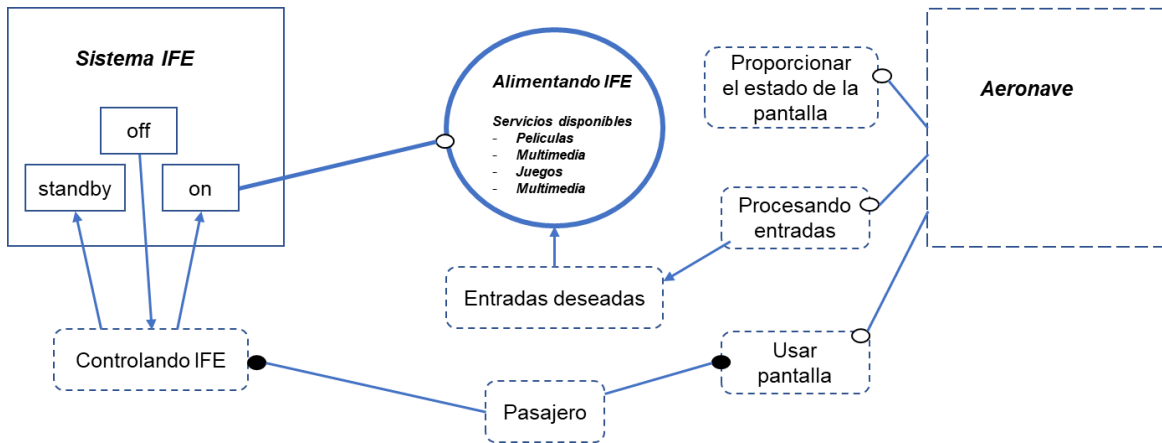 Sistema IFE
off
standby
on
Alimentando IFE
Servicios disponibles
- Peliculas
- Multimedia
- Juegos
- Multimedia
Proporcionar
el estado de la
pantalla
Aeronave
Procesando
entradas
Entradas deseadas
Controlando IFE
Pasajero
Usar
pantalla